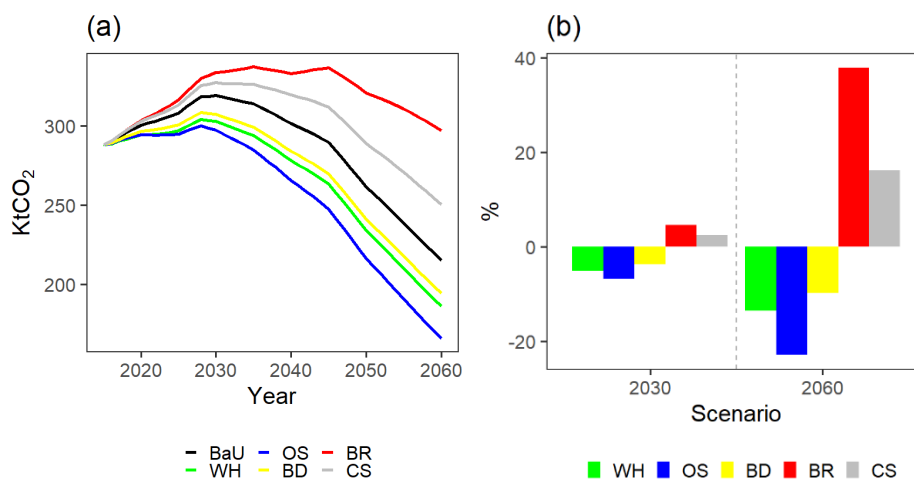 (a)
KtCO₂
300
250
200
2020 2030 2040 2050 2060
Year
BaU OS BR
WH BD CS
(b)
%
40
20
0
-20
2030 2060
Scenario
WH OS BD BR CS